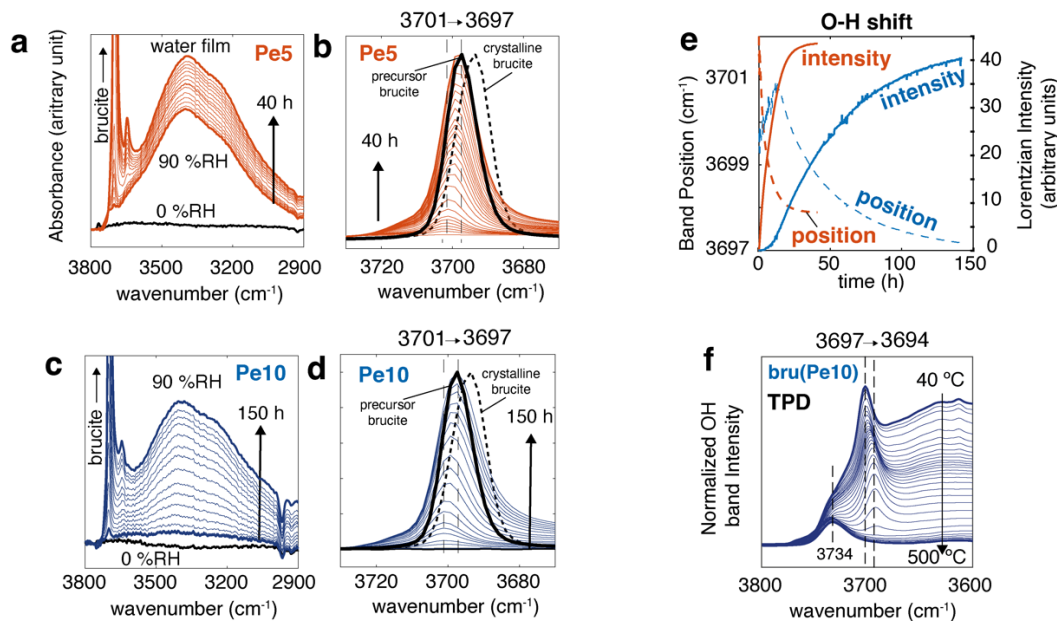 a
Absorbance (aritrary unit)
brucite
water film
Pe5
40 h
90 %RH
0 %RH
3800
3500
3200
2900
wavenumber (cm⁻¹)
b
3701→3697
Pe5
precursor
brucite
crystalline
brucite
40 h
3720
3700
3680
wavenumber (cm⁻¹)
e
O-H shift
Band Position (cm⁻¹)
3701
3699
3697
intensity
intensity
position
position
0
50
100
150
time (h)
45
40
30
20
10
0
Lorentzian Intensity
(arbitrary units)
c
brucite
90 %RH
Pe10
150 h
0 %RH
3800
3500
3200
2900
wavenumber (cm⁻¹)
d
3701→3697
Pe10
precursor
brucite
crystalline
brucite
150 h
3720
3700
3680
wavenumber (cm⁻¹)
f
3697→3694
bru(Pe10)
TPD
40 ºC
500 ºC
3734
Normalized OH
band Intensity
3800
3700
3600
wavenumber (cm⁻¹)